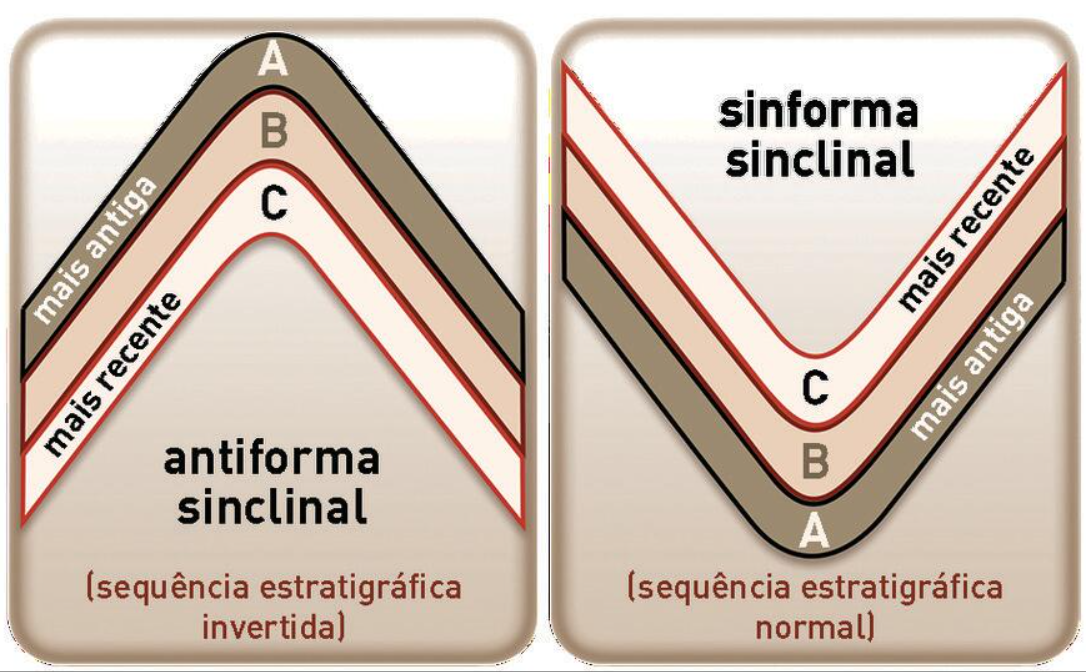 A
B
C
mais antiga
mais recente
antiforma
sinclinal
(sequência estratigráfica
invertida)
sinforma
sinclinal
mais recente
mais antiga
C
B
A
(sequência estratigráfica
normal)